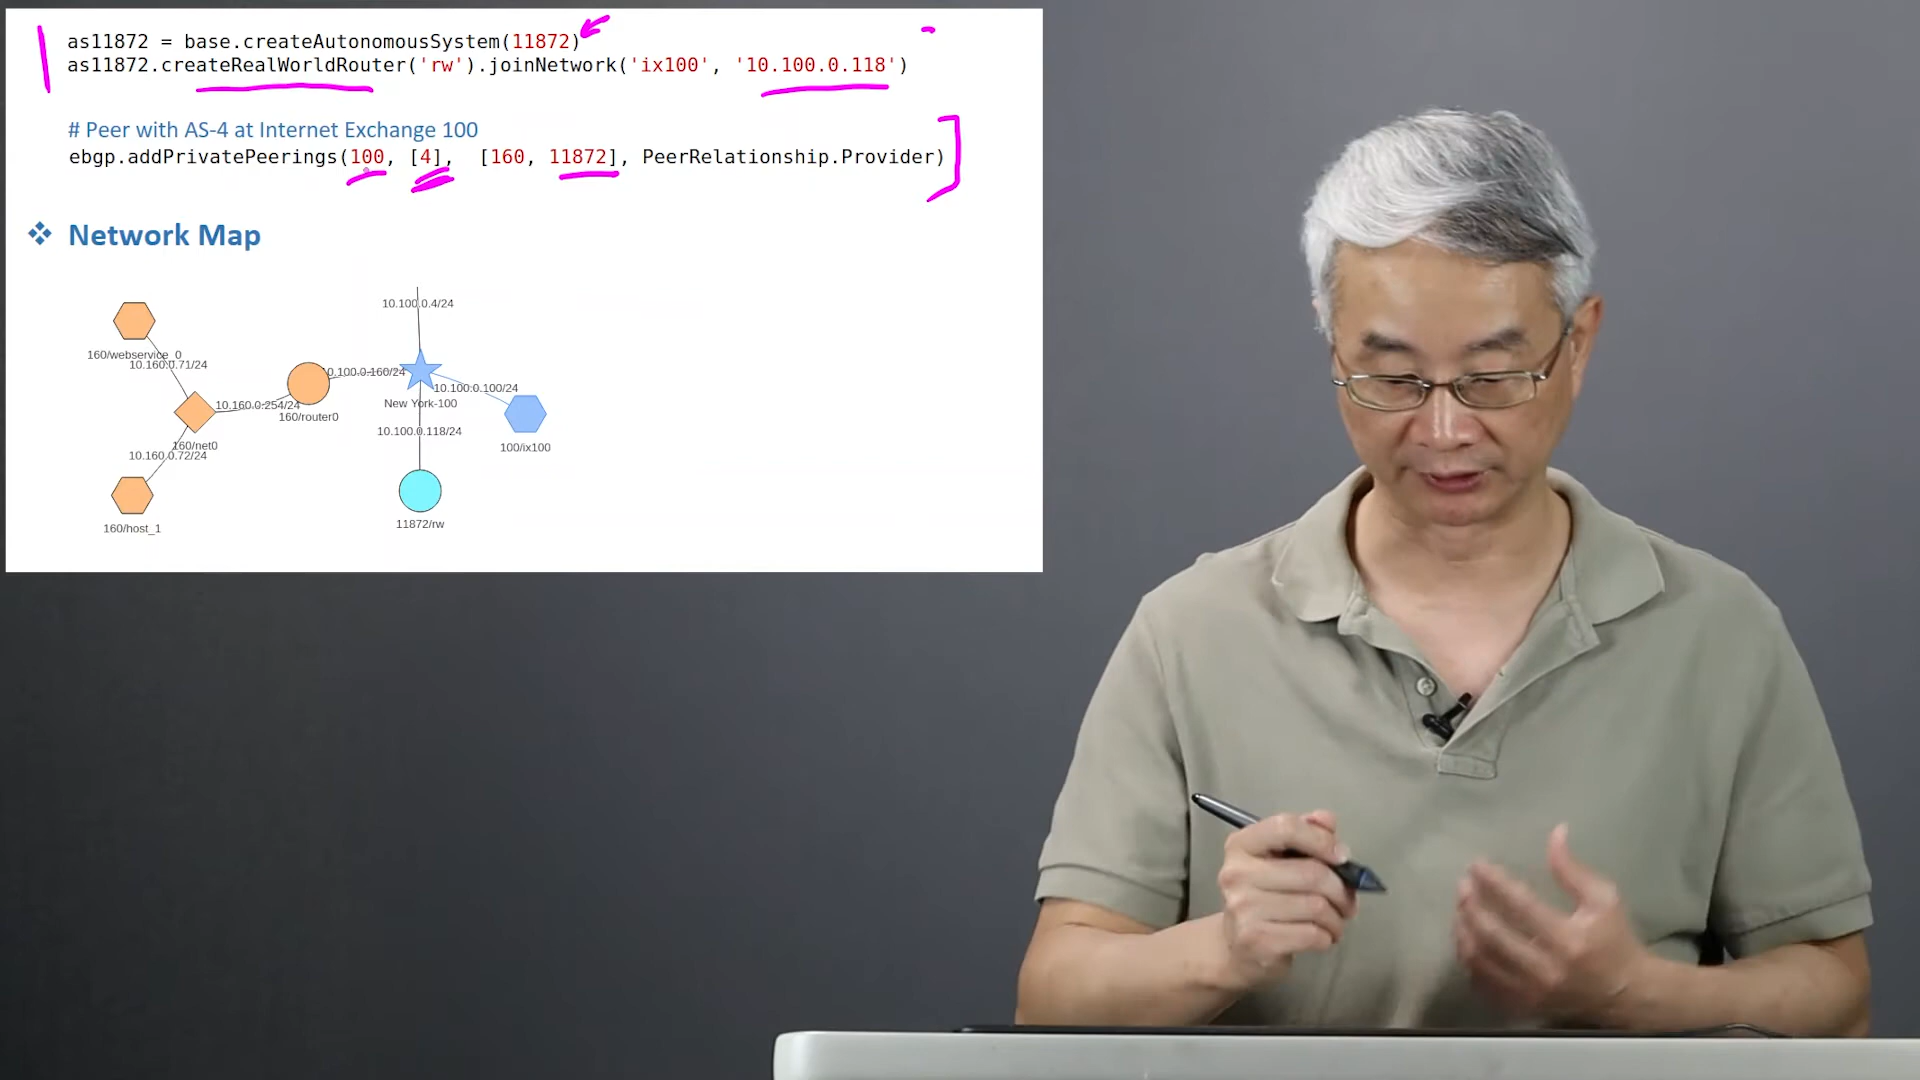 as11872 = base.createAutonomousSystem(11872)
as11872.createRealWorldRouter('rw').joinNetwork('ix100', '10.100.0.118')
# Peer with AS-4 at Internet Exchange 100
ebgp.addPrivatePeerings(100, [4], [160, 11872], PeerRelationship.Provider)
❖ Network Map
10.100.0.4/24
160/webservice_0
10.160.0.71/24
10.100.0.160/24
10.100.0.100/24
10.160.0.254/24
New York-100
160/router0
10.100.0.118/24
160/net0
100/ix100
10.160.0.72/24
160/host_1
11872/rw